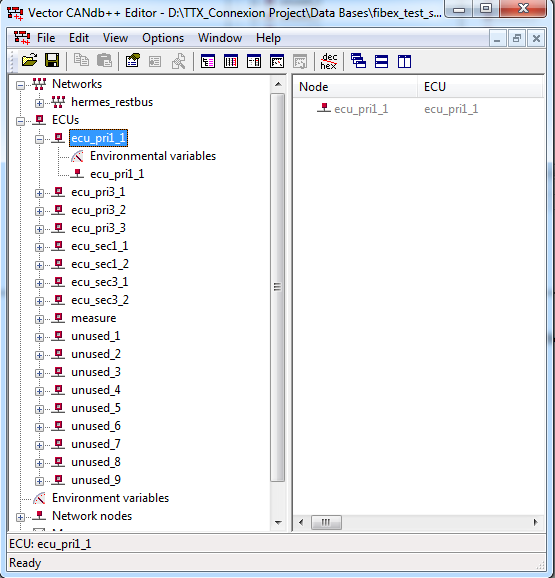 Vector CANdb++ Editor - D:\TTX_Connexion Project\Data Bases\fibex_test_s...
File Edit View Options Window Help
dec
hex
Networks
hermes_restbus
ECUs
ecu_pri1_1
Environmental variables
ecu_pri1_1
ecu_pri3_1
ecu_pri3_2
ecu_pri3_3
ecu_sec1_1
ecu_sec1_2
ecu_sec3_1
ecu_sec3_2
measure
unused_1
unused_2
unused_3
unused_4
unused_5
unused_6
unused_7
unused_8
unused_9
Environment variables
Network nodes
Node ECU
ecu_pri1_1 ecu_pri1_1
ECU: ecu_pri1_1
Ready